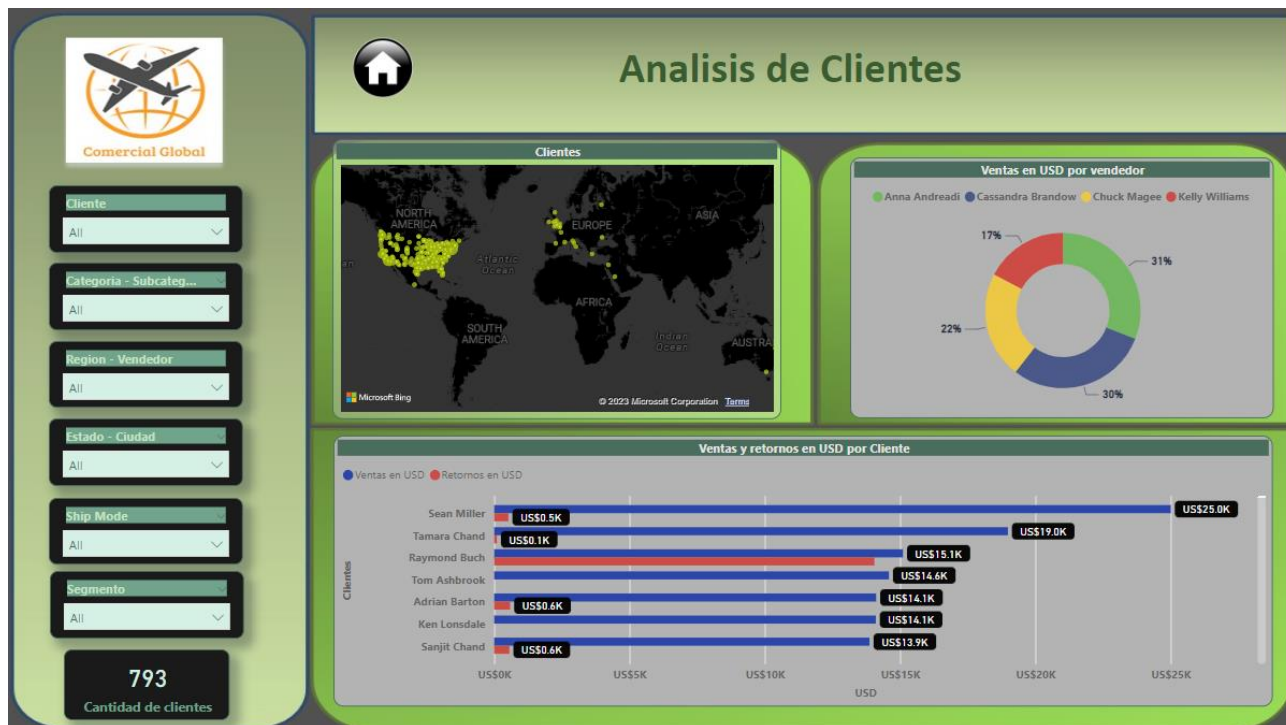 Comercial Global
Analisis de Clientes
Cliente
All
Categoria - Subcateg...
All
Region - Vendedor
All
Estado - Ciudad
All
Ship Mode
All
Segmento
All
793
Cantidad de clientes
Clientes
NORTH
AMERICA
EUROPE
ASIA
Atlantic
Ocean
AFRICA
SOUTH
AMERICA
Indian
Ocean
AUSTRA
Microsoft Bing
© 2023 Microsoft Corporation Terms
Ventas en USD por vendedor
Anna Andreadi Cassandra Brandow Chuck Magee Kelly Williams
17%
31%
22%
30%
Ventas y retornos en USD por Cliente
Ventas en USD Retornos en USD
Clientes
Sean Miller US$0.5K US$25.0K
Tamara Chand US$0.1K US$19.0K
Raymond Buch US$15.1K
Tom Ashbrook US$14.6K
Adrian Barton US$0.6K US$14.1K
Ken Lonsdale US$14.1K
Sanjit Chand US$0.6K US$13.9K
US$0K US$5K US$10K US$15K US$20K US$25K
USD